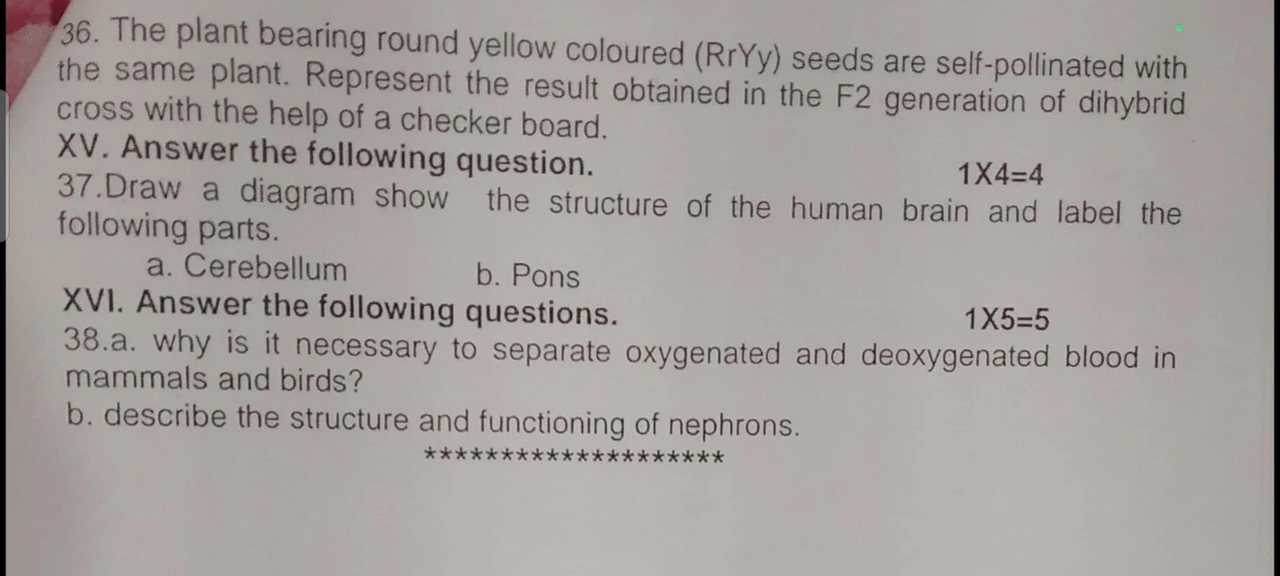 36. The plant bearing round yellow coloured (RrYy) seeds are self-pollinated with
the same plant. Represent the result obtained in the F2 generation of dihybrid
cross with the help of a checker board.
XV. Answer the following question. 1X4=4
37.Draw a diagram show the structure of the human brain and label the
following parts.
a. Cerebellum b. Pons
XVI. Answer the following questions. 1X5=5
38.a. why is it necessary to separate oxygenated and deoxygenated blood in
mammals and birds?
b. describe the structure and functioning of nephrons.
********************